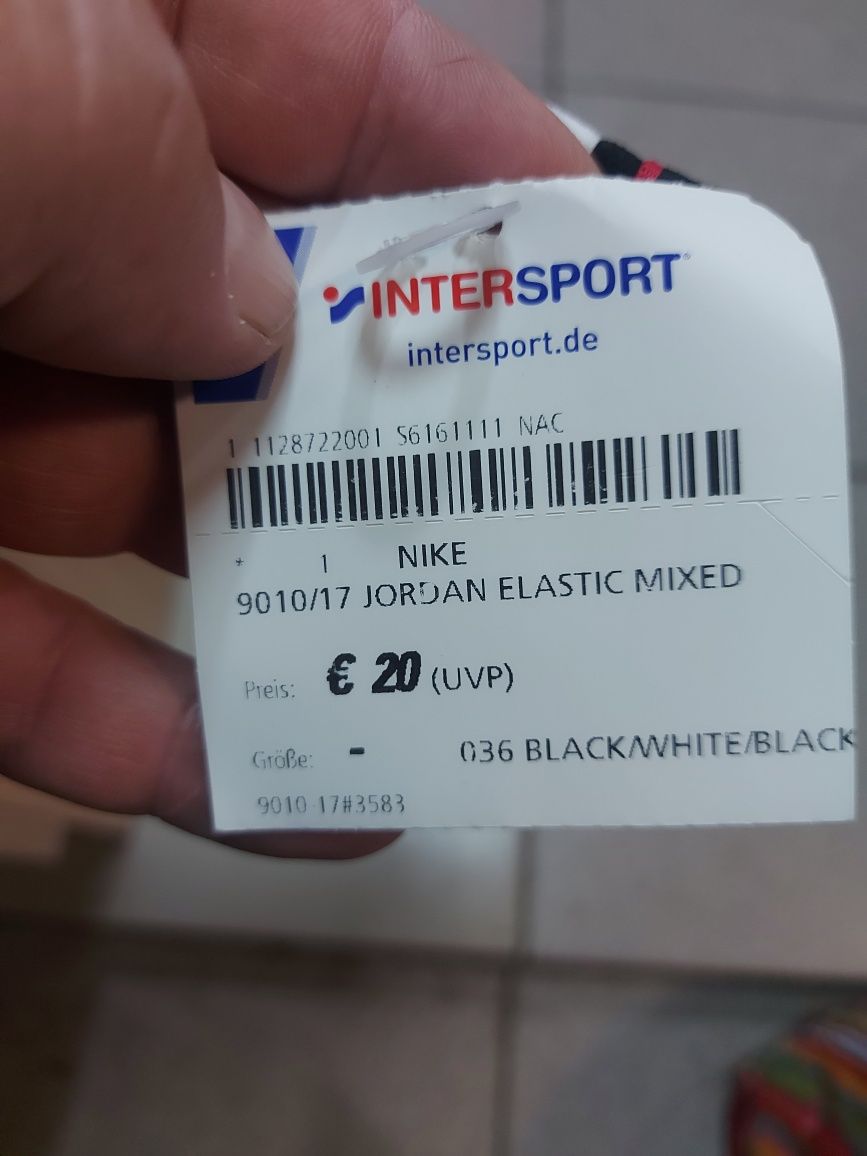 INTERSPORT
intersport.de
1 1128722001 S6161111 NAC
* 1 NIKE
9010/17 JORDAN ELASTIC MIXED
Preis: € 20 (UVP)
Größe: - 036 BLACK/WHITE/BLACK
9010 17#3583